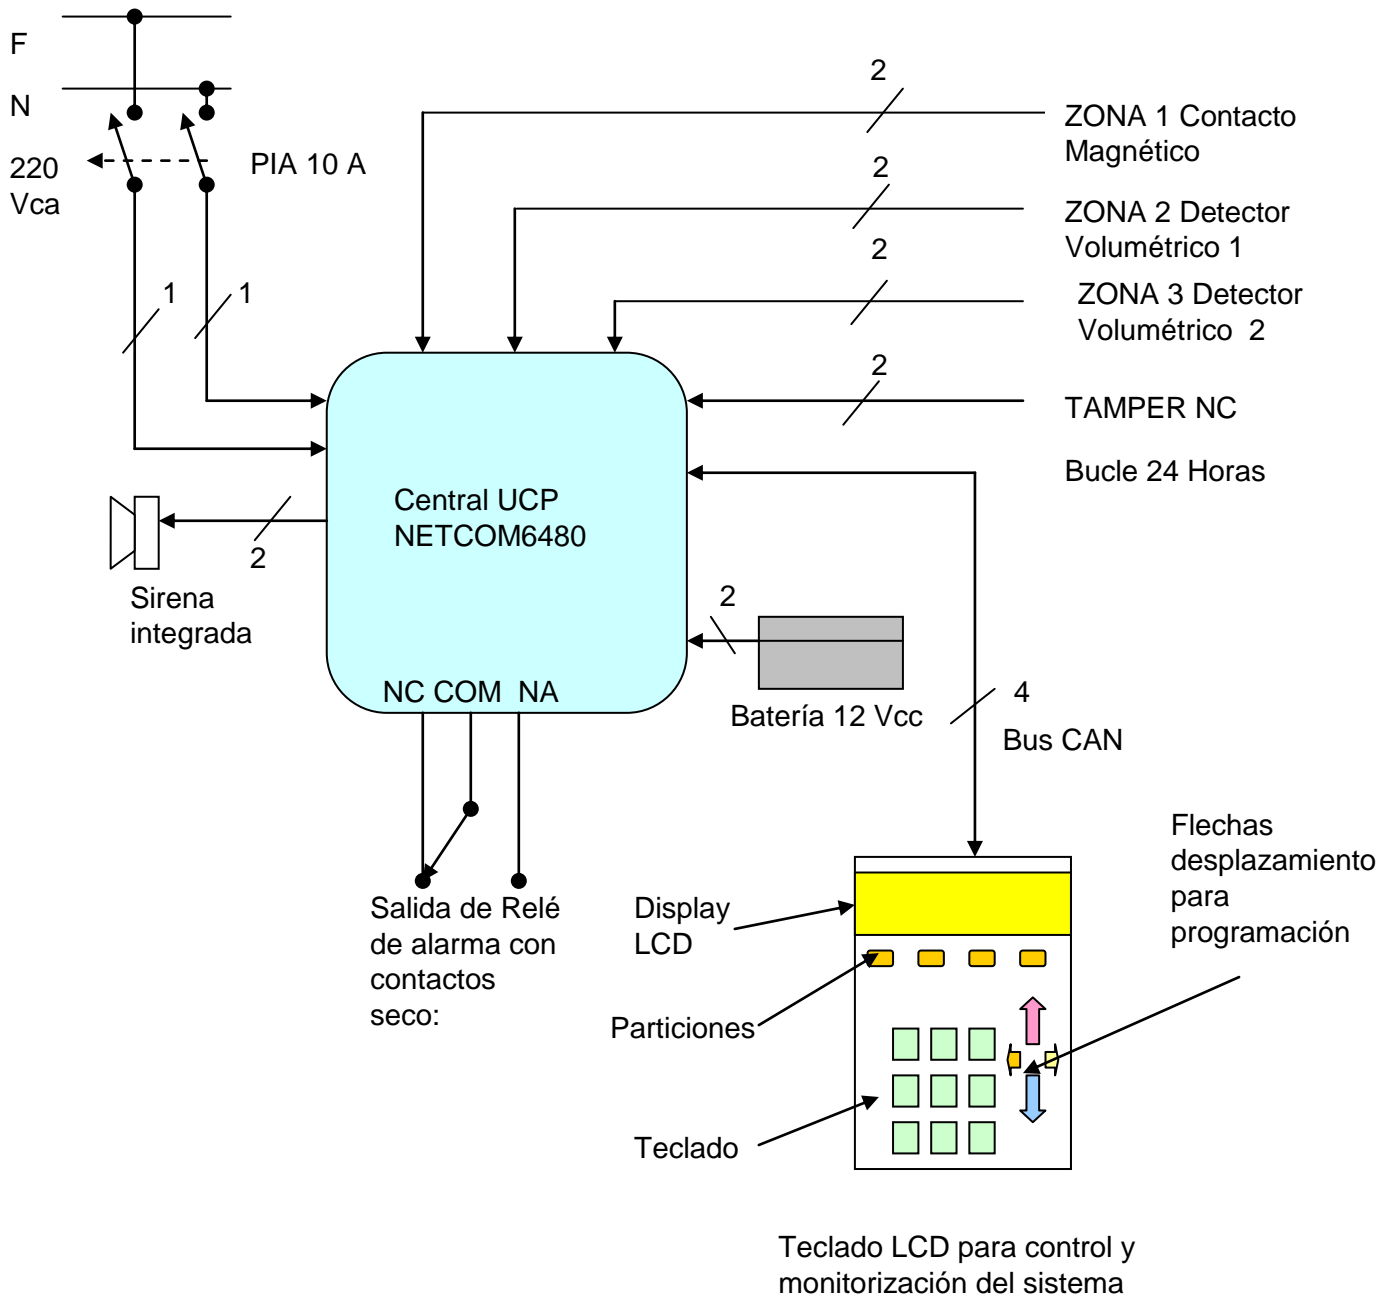 F
N
220
Vca
PIA 10 A
1
1
2
ZONA 1 Contacto
Magnético
2
ZONA 2 Detector
Volumétrico 1
2
ZONA 3 Detector
Volumétrico 2
2
TAMPER NC
Bucle 24 Horas
Central UCP
NETCOM6480
2
Sirena
integrada
2
Batería 12 Vcc
NC COM NA
4
Bus CAN
Salida de Relé
de alarma con
contactos
seco:
Display
LCD
Particiones
Teclado
Flechas
desplazamiento
para
programación
Teclado LCD para control y
monitorización del sistema